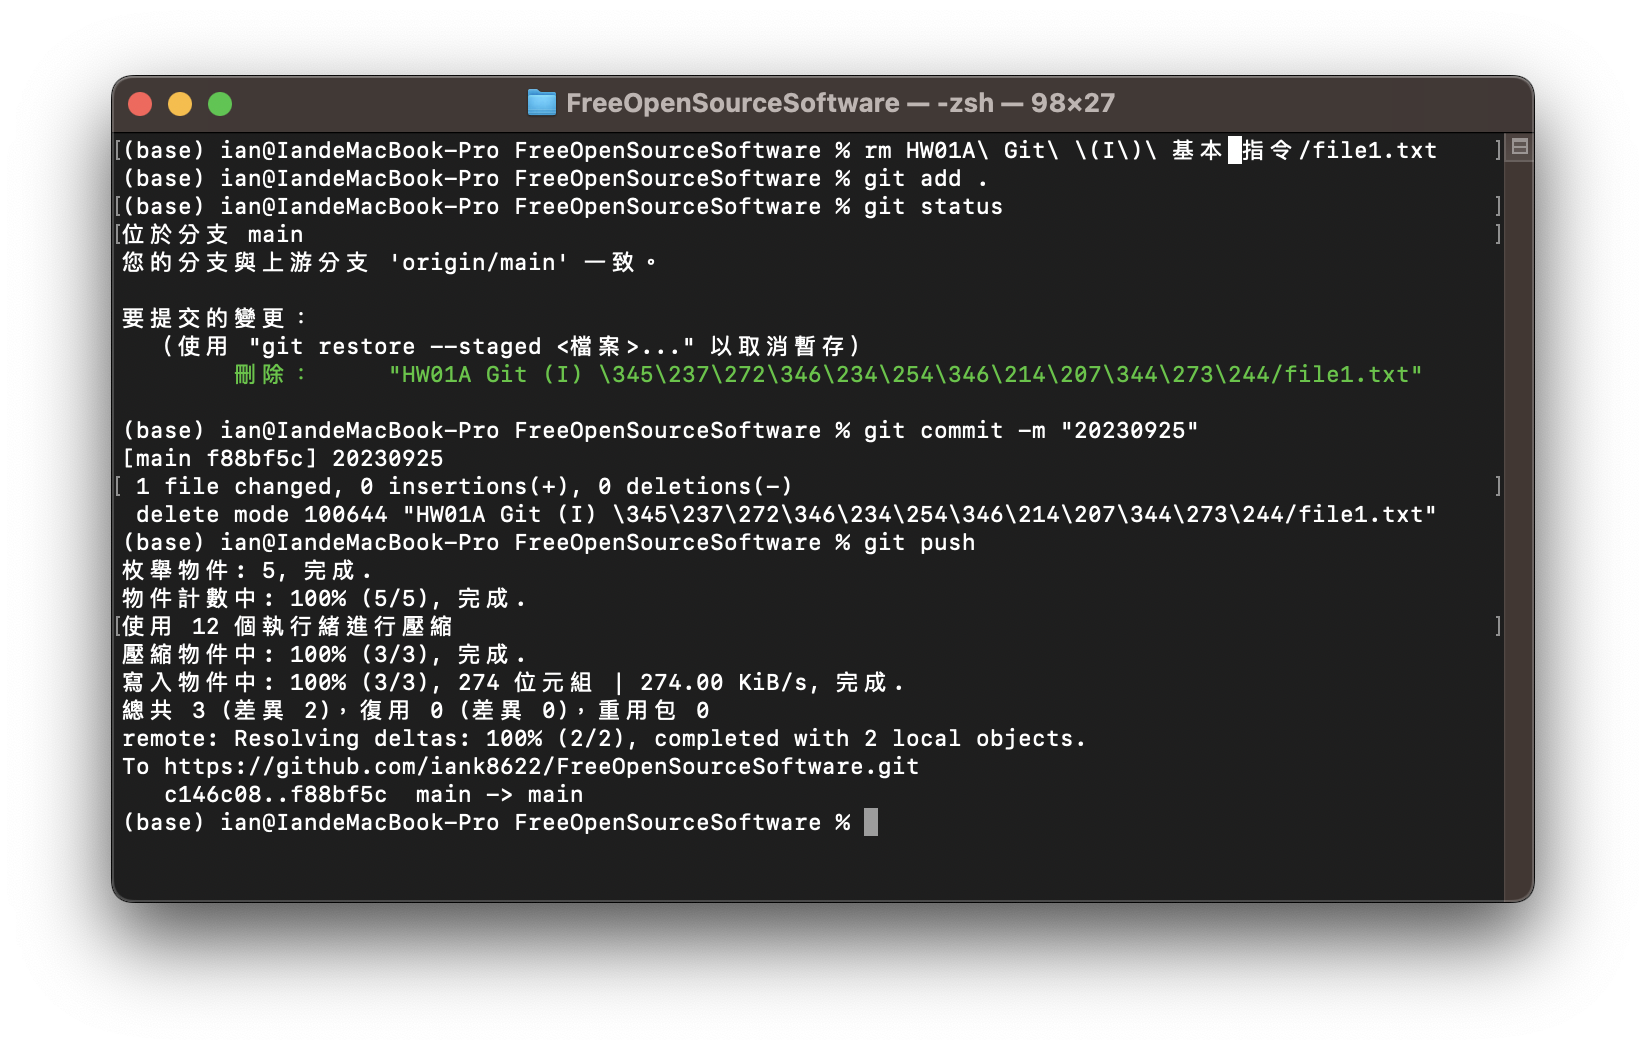 FreeOpenSourceSoftware — -zsh — 98×27
[(base) ian@IandeMacBook-Pro FreeOpenSourceSoftware % rm HW01A\ Git\ \(I\)\ 基本指令/file1.txt ]
(base) ian@IandeMacBook-Pro FreeOpenSourceSoftware % git add .
[(base) ian@IandeMacBook-Pro FreeOpenSourceSoftware % git status ]
[位於分支 main ]
您的分支與上游分支 'origin/main' 一致。
要提交的變更：
（使用 "git restore --staged <檔案>..." 以取消暫存）
刪除： "HW01A Git (I) \345\237\272\346\234\254\346\214\207\344\273\244/file1.txt"
(base) ian@IandeMacBook-Pro FreeOpenSourceSoftware % git commit -m "20230925"
[main f88bf5c] 20230925
[ 1 file changed, 0 insertions(+), 0 deletions(-) ]
delete mode 100644 "HW01A Git (I) \345\237\272\346\234\254\346\214\207\344\273\244/file1.txt"
(base) ian@IandeMacBook-Pro FreeOpenSourceSoftware % git push
枚舉物件: 5, 完成.
物件計數中: 100% (5/5), 完成.
[使用 12 個執行緒進行壓縮 ]
壓縮物件中: 100% (3/3), 完成.
寫入物件中: 100% (3/3), 274 位元組 | 274.00 KiB/s, 完成.
總共 3 (差異 2)，復用 0 (差異 0)，重用包 0
remote: Resolving deltas: 100% (2/2), completed with 2 local objects.
To https://github.com/iank8622/FreeOpenSourceSoftware.git
c146c08..f88bf5c  main -> main
(base) ian@IandeMacBook-Pro FreeOpenSourceSoftware %